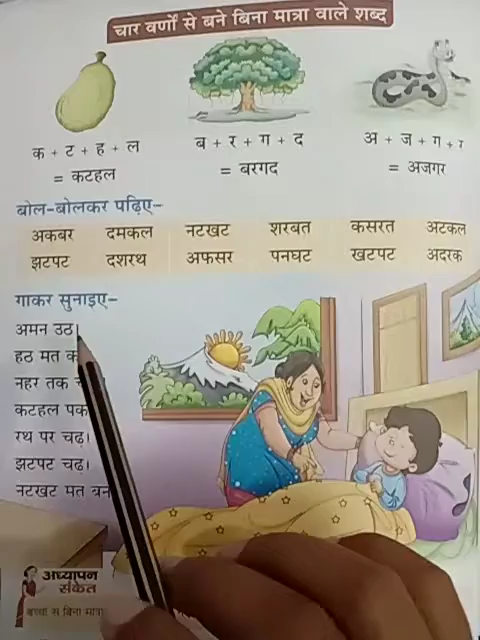 चार वर्णों से बने बिना मात्रा वाले शब्द
क + ट + ह + ल
= कटहल
ब + र + ग + द
= बरगद
अ + ज + ग + र
= अजगर
बोल-बोलकर पढ़िए-
अकबर दमकल नटखट शरबत कसरत अटकल
झटपट दशरथ अफसर पनघट खटपट अदरक
गाकर सुनाइए-
अमन उठ।
हठ मत
नहर तक
कटहल
रथ पर चढ़।
झटपट चढ़।
नटखट मत बन
अध्यापन
संकेत
बिना